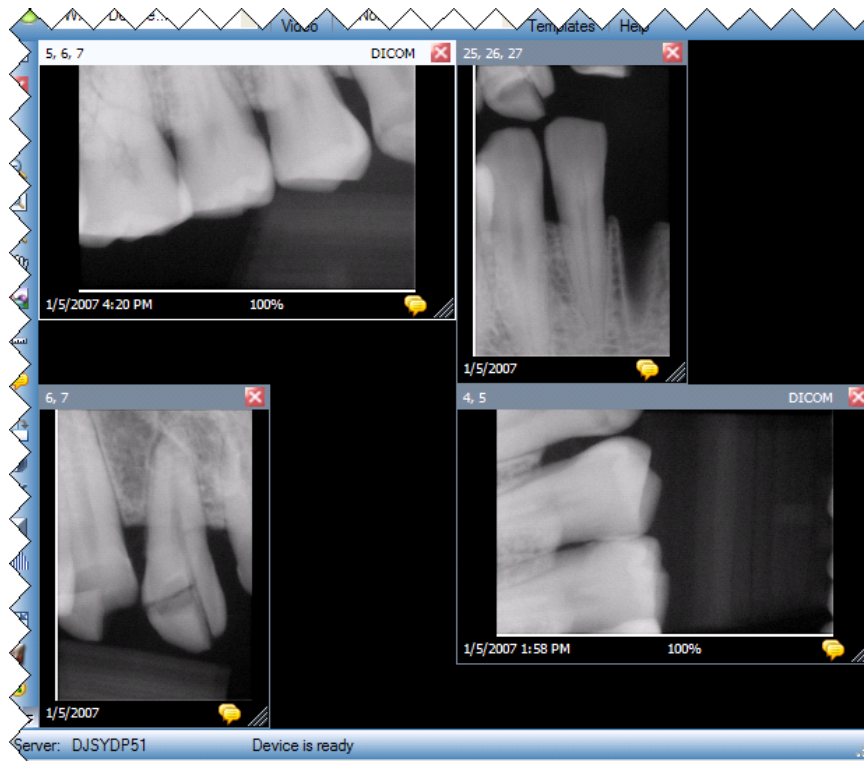 Video
Templates Help
5, 6, 7 DICOM
25, 26, 27
1/5/2007 4:20 PM 100%
1/5/2007
6, 7
4, 5 DICOM
1/5/2007 1:58 PM 100%
1/5/2007
Server: DJSYDP51 Device is ready